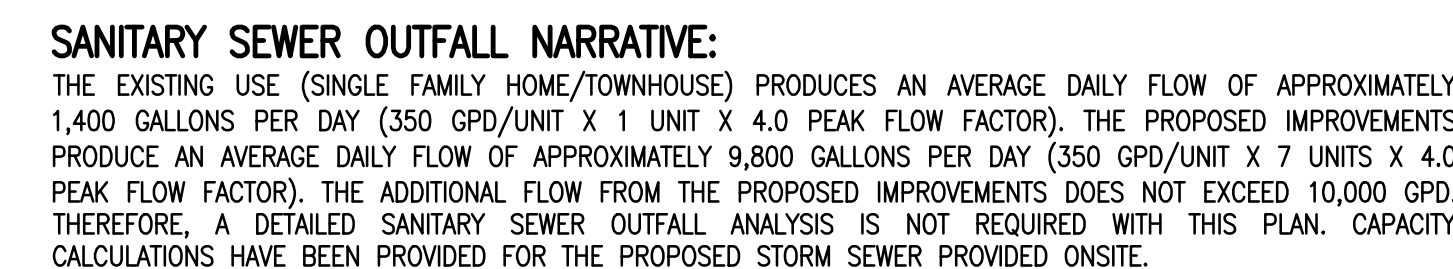 SANITARY SEWER OUTFALL NARRATIVE:
THE EXISTING USE (SINGLE FAMILY HOME/TOWNHOUSE) PRODUCES AN AVERAGE DAILY FLOW OF APPROXIMATELY
1,400 GALLONS PER DAY (350 GPD/UNIT X 1 UNIT X 4.0 PEAK FLOW FACTOR). THE PROPOSED IMPROVEMENTS
PRODUCE AN AVERAGE DAILY FLOW OF APPROXIMATELY 9,800 GALLONS PER DAY (350 GPD/UNIT X 7 UNITS X 4.0
PEAK FLOW FACTOR). THE ADDITIONAL FLOW FROM THE PROPOSED IMPROVEMENTS DOES NOT EXCEED 10,000 GPD.
THEREFORE, A DETAILED SANITARY SEWER OUTFALL ANALYSIS IS NOT REQUIRED WITH THIS PLAN. CAPACITY
CALCULATIONS HAVE BEEN PROVIDED FOR THE PROPOSED STORM SEWER PROVIDED ONSITE.